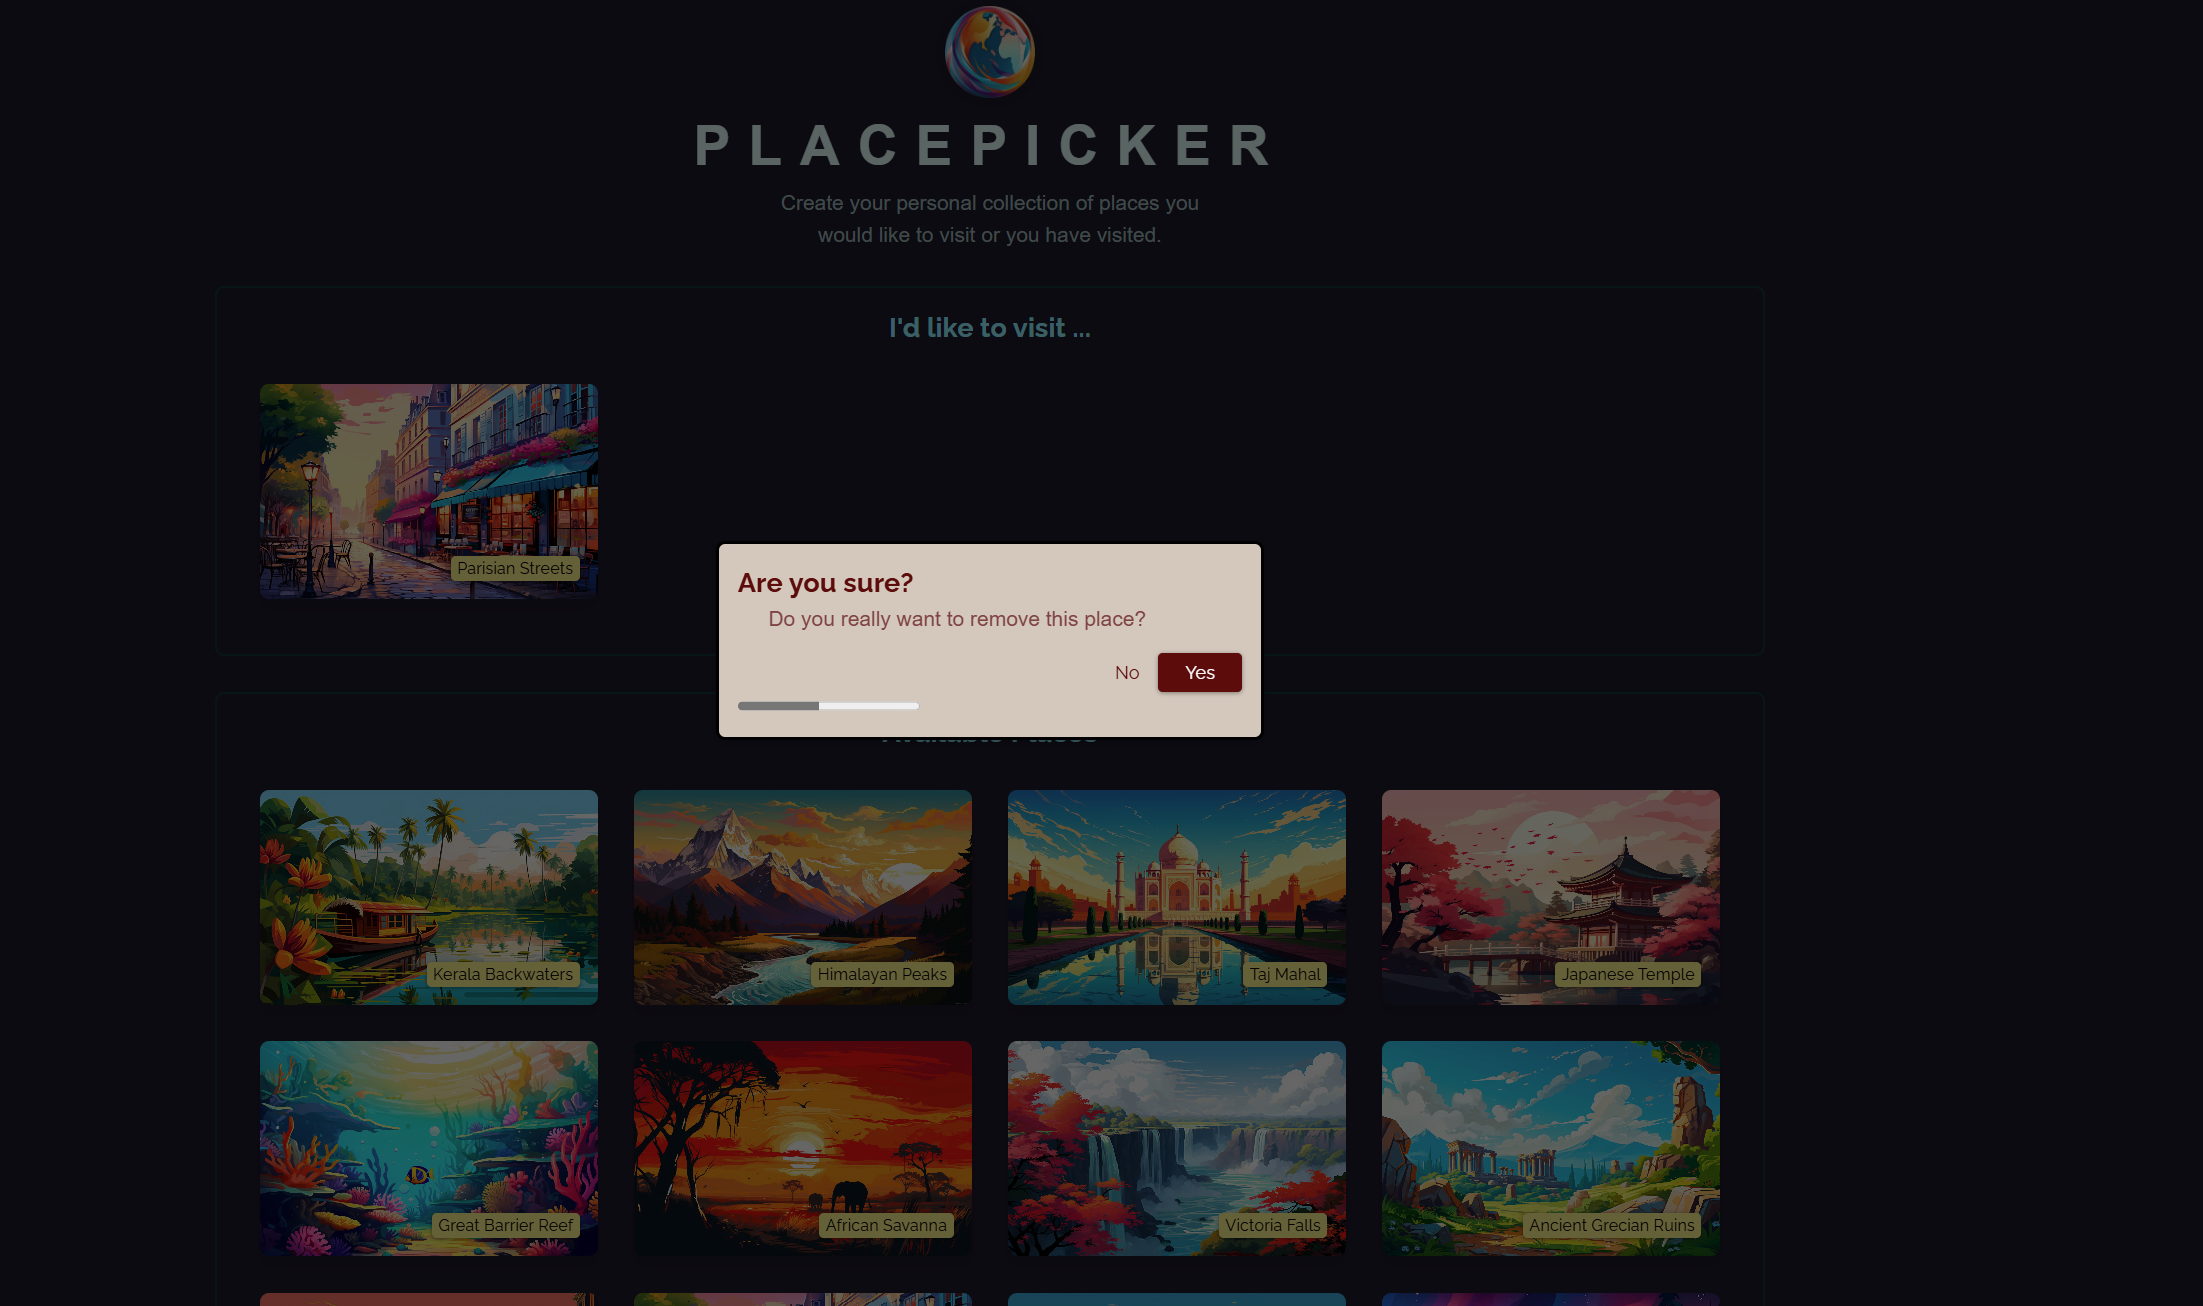 PLACEPICKER
Create your personal collection of places you
would like to visit or you have visited.
I'd like to visit ...
Parisian Streets
Are you sure?
Do you really want to remove this place?
No
Yes
Kerala Backwaters
Himalayan Peaks
Taj Mahal
Japanese Temple
Great Barrier Reef
African Savanna
Victoria Falls
Ancient Grecian Ruins